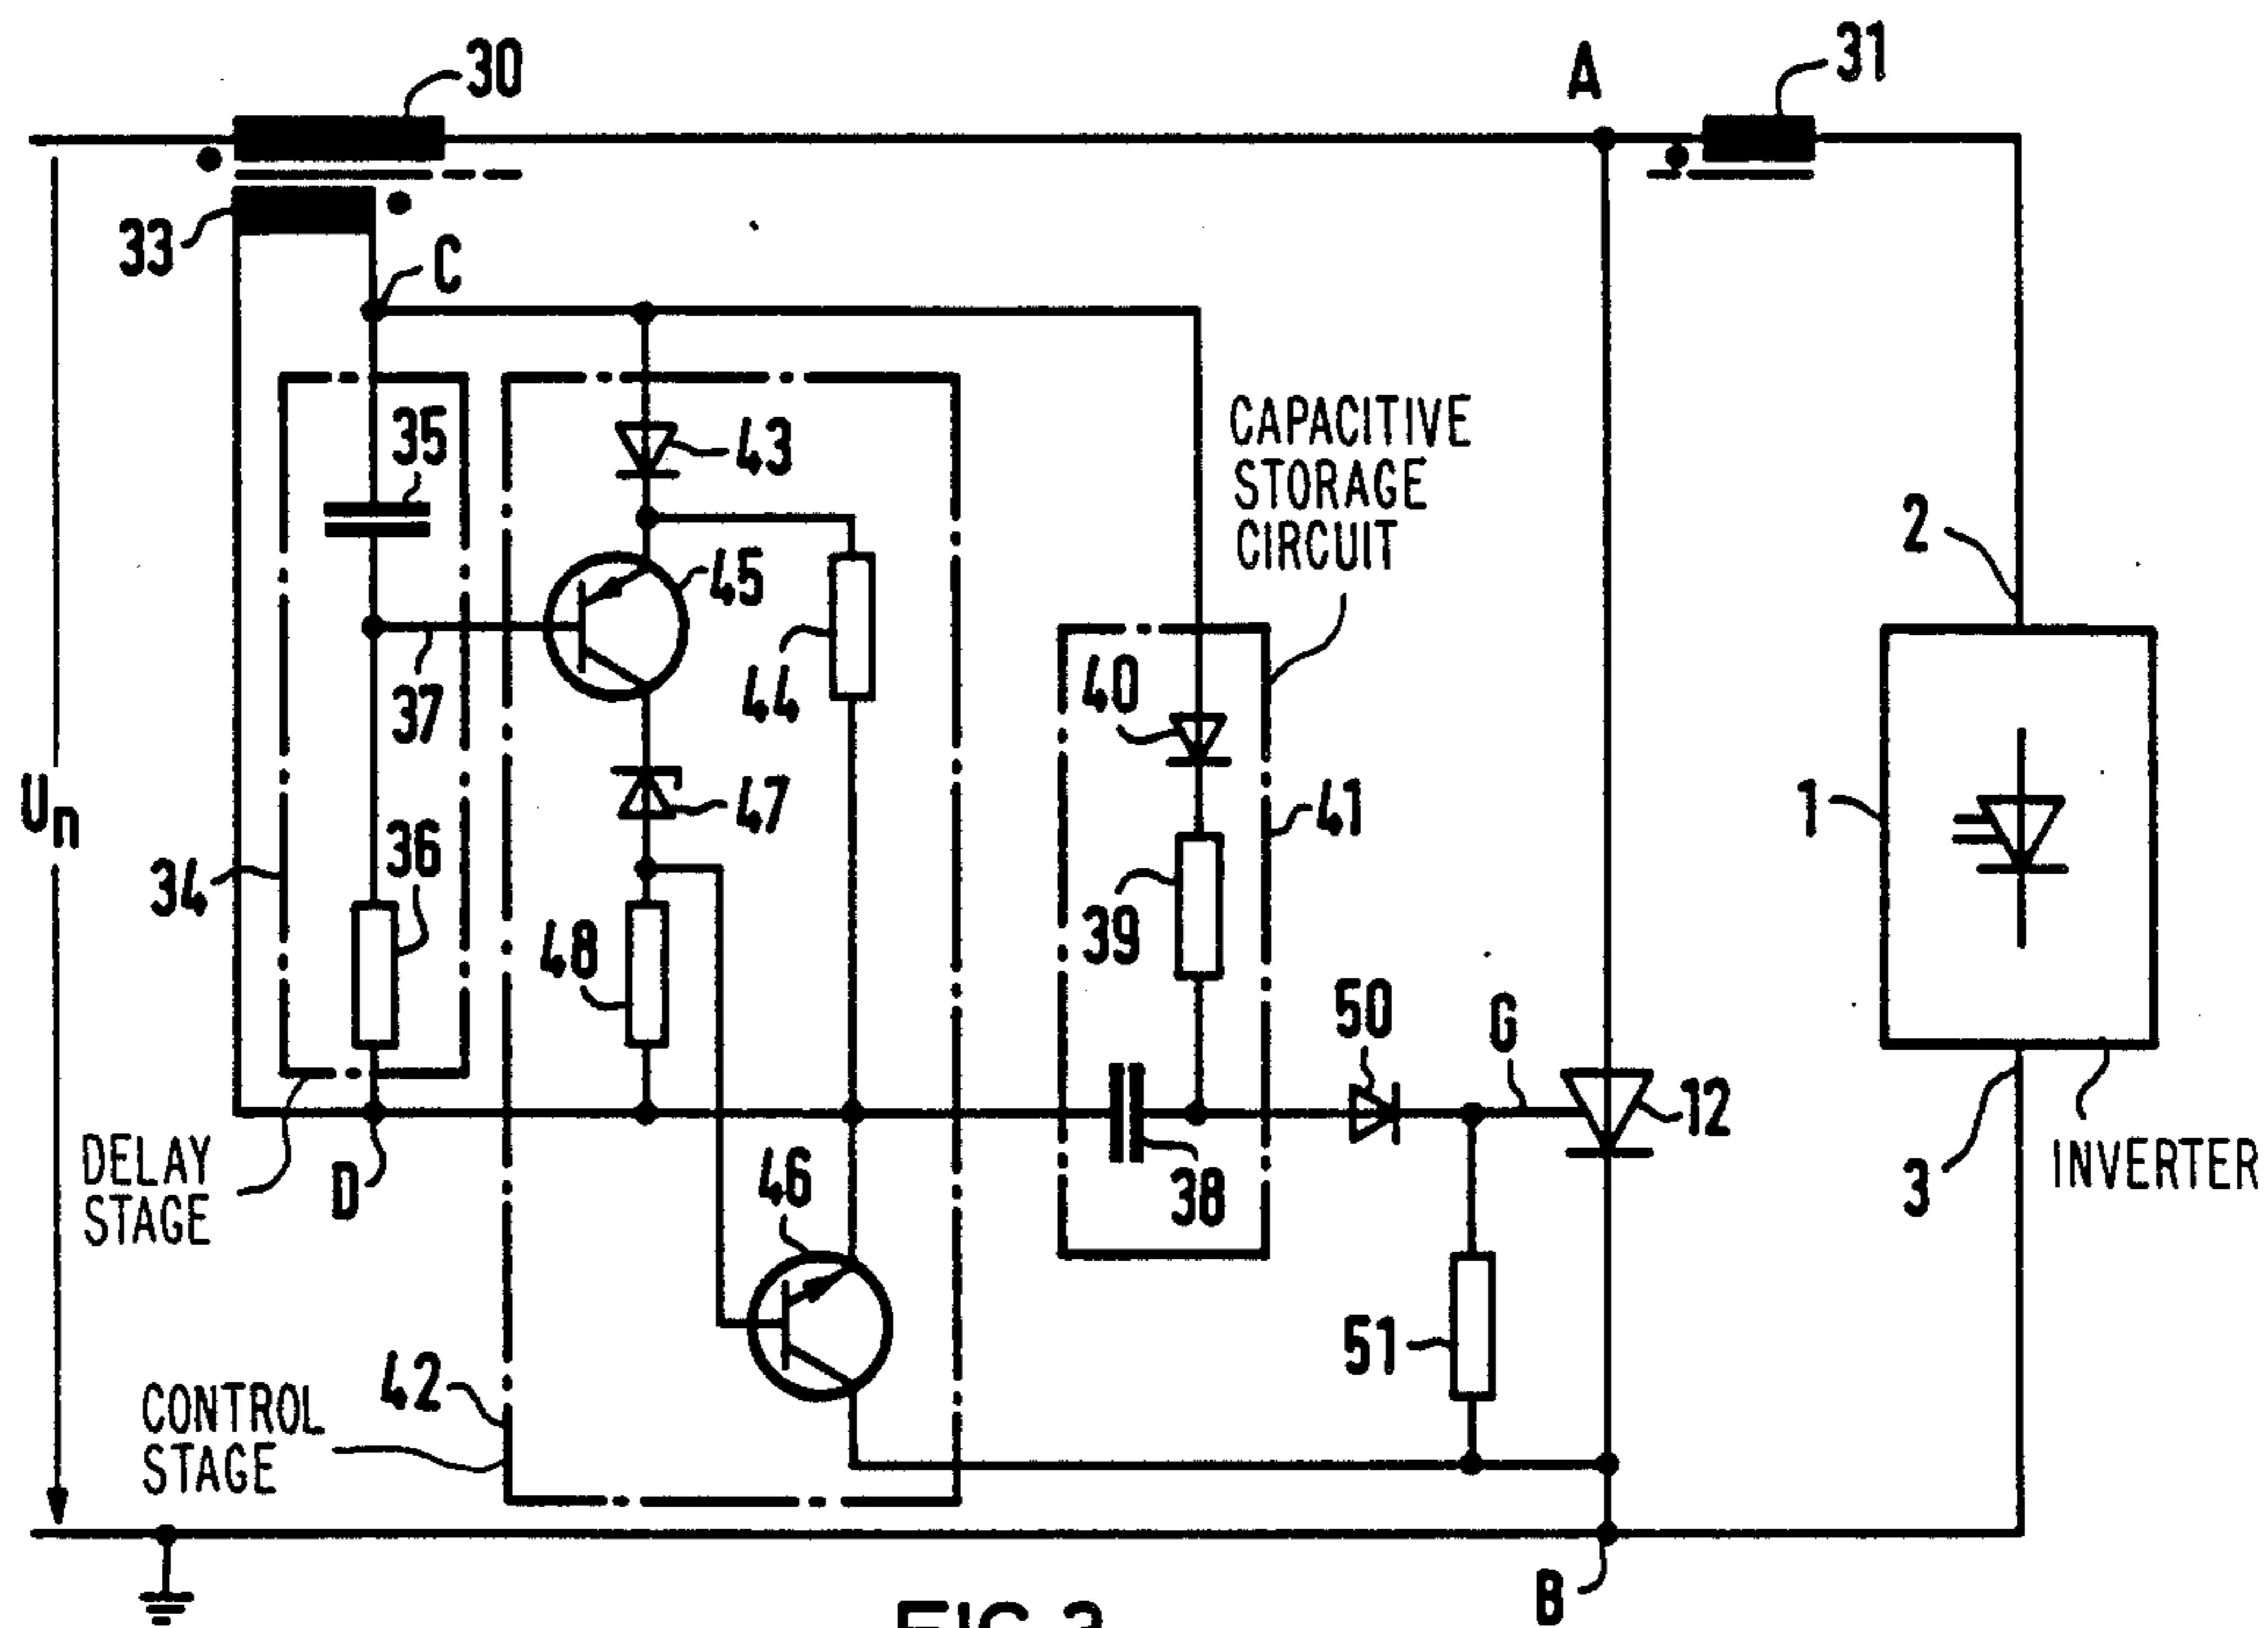 30
A
31
33
C
CAPACITIVE
STORAGE
CIRCUIT
35
43
2
45
40
44
37
Un
47
41
1
36
34
39
48
50
G
12
DELAY
STAGE
D
46
38
3
INVERTER
51
42
CONTROL
STAGE
B